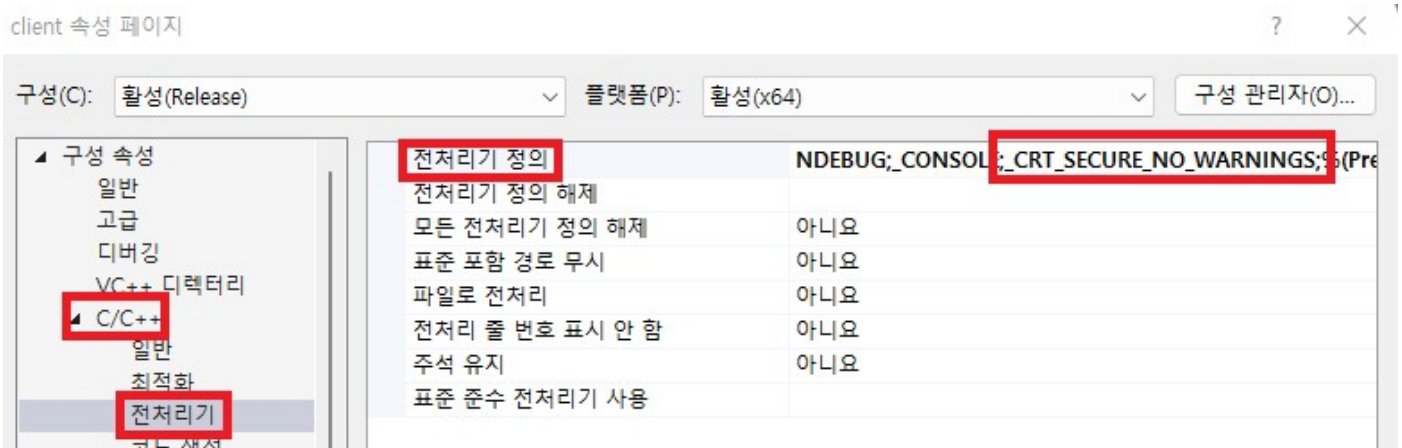 client 속성 페이지
?
×
구성(C): 활성(Release) 플랫폼(P): 활성(x64) 구성 관리자(O)...
구성 속성
일반
고급
디버깅
VC++ 디렉터리
C/C++
일반
최적화
전처리기
코드 생성
전처리기 정의 NDEBUG;_CONSOLE;_CRT_SECURE_NO_WARNINGS;%(Pre
전처리기 정의 해제
모든 전처리기 정의 해제 아니요
표준 포함 경로 무시 아니요
파일로 전처리 아니요
전처리 줄 번호 표시 안 함 아니요
주석 유지 아니요
표준 준수 전처리기 사용